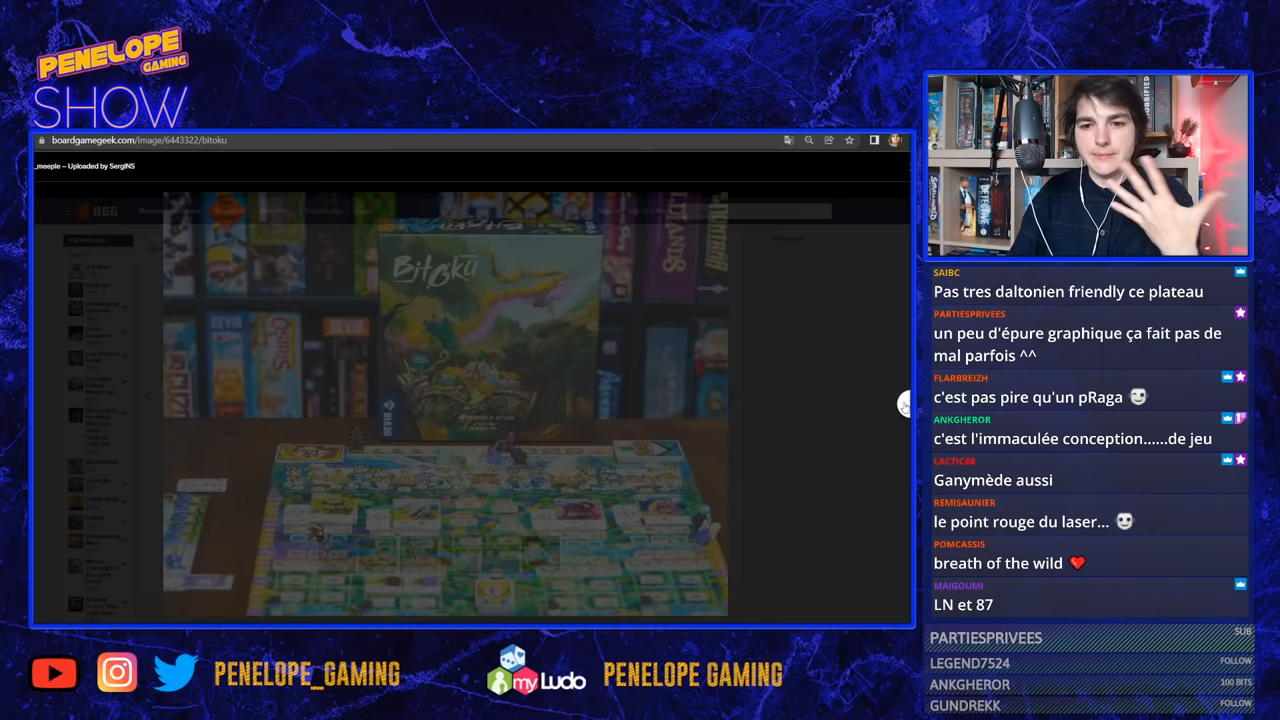 PENELOPE
GAMING
SHOW
boardgamegeek.com/image/6443322/bitoku
_meeple – Uploaded by SergiNS
BGG
Bitoku
DEVIR
SAIBC
Pas tres daltonien friendly ce plateau
PARTIESPRIVEES
un peu d'épure graphique ça fait pas de
mal parfois ^^
FLARBREIZH
c'est pas pire qu'un pRaga
ANKGHEROR
c'est l'immaculée conception......de jeu
LACTIC68
Ganymède aussi
REMISAUNIER
le point rouge du laser...
POMCASSIS
breath of the wild
MAIGOUMI
LN et 87
PARTIESPRIVEES SUB
LEGEND7524 FOLLOW
ANKGHEROR 100 BITS
GUNDREKK FOLLOW
PENELOPE_GAMING
myLudo
PENELOPE GAMING